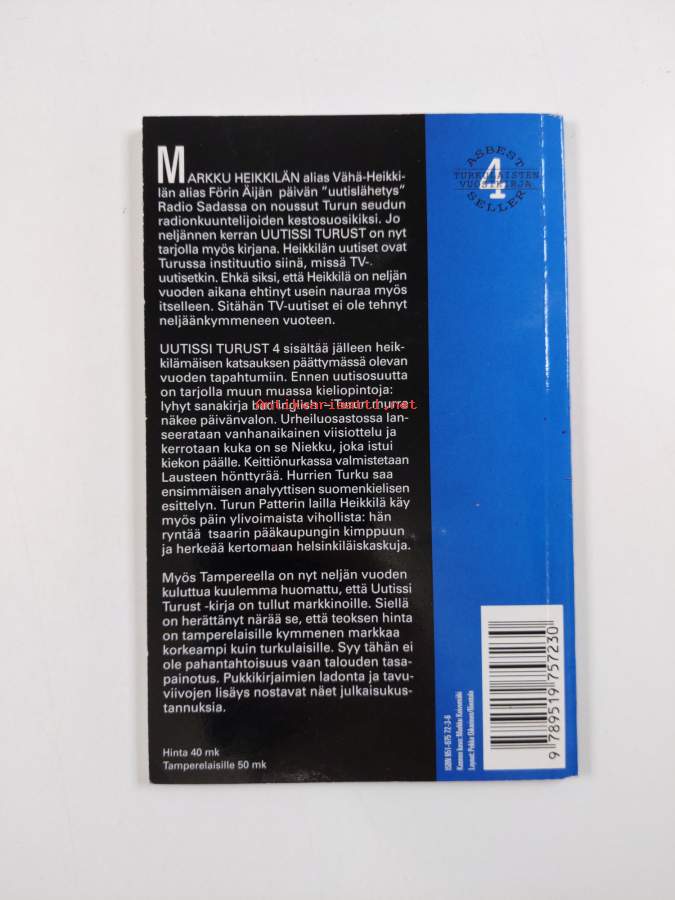 MARKKU HEIKKILÄN alias Vähä-Heikki-
län alias Förin Äijän päivän "uutislähetys"
Radio Sadassa on noussut Turun seudun
radionkuuntelijoiden kestosuosikiksi. Jo
neljännen kerran UUTISSI TURUST on nyt
tarjolla myös kirjana. Heikkilän uutiset ovat
Turussa instituutio siinä, missä TV-
uutisetkin. Ehkä siksi, että Heikkilä on neljän
vuoden aikana ehtinyt usein nauraa myös
itselleen. Sitähän TV-uutiset ei ole tehnyt
neljäänkymmeneen vuoteen.
UUTISSI TURUST 4 sisältää jälleen heik-
kilämäisen katsauksen päättymässä olevan
vuoden tapahtumiin. Ennen uutisosuutta
on tarjolla muun muassa kieliopintoja:
lyhyt sanakirja bad english – Turun murre
näkee päivänvalon. Urheiluosastossa lan-
seerataan vanhanaikainen viisiottelu ja
kerrotaan kuka on se Niekku, joka istui
kiekon päälle. Keittiönurkassa valmistetaan
Lausteen hönttyrää. Hurrien Turku saa
ensimmäisen analyyttisen suomenkielisen
esittelyn. Turun Patterin lailla Heikkilä käy
myös päin ylivoimaista vihollista: hän
ryntää tsaarin pääkaupungin kimppuun
ja herkeää kertomaan helsinkiläiskaskuja.
Myös Tampereella on nyt neljän vuoden
kuluttua kuulemma huomattu, että Uutissi
Turust -kirja on tullut markkinoille. Siellä
on herättänyt närää se, että teoksen hinta
on tamperelaisille kymmenen markkaa
korkeampi kuin turkulaisille. Syy tähän ei
ole pahantahtoisuus vaan talouden tasa-
painotus. Pukkikirjaimien ladonta ja tavu-
viivojen lisäys nostavat näet julkaisukus-
tannuksia.
Hinta 40 mk
Tamperelaisille 50 mk
ASBEST
TURKULAISTEN
4
VUOSIKIRJA
SELLER
ISBN 951-975 72-3-6
9 789519 757230